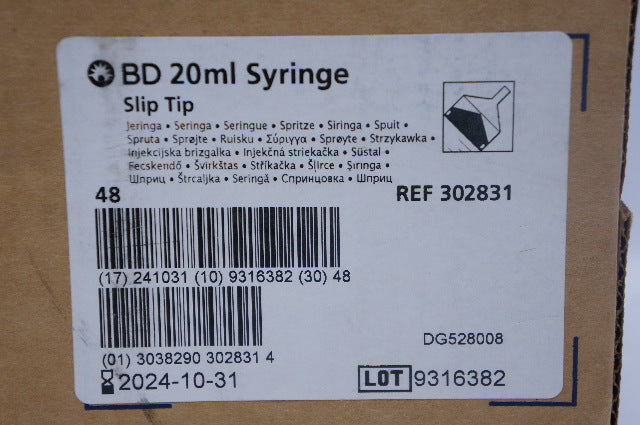 BD 20ml Syringe
Slip Tip
Jeringa • Seringa • Seringue • Spritze • Siringa • Spuit •
Spruta • Sprøjte • Ruisku • Σύριγγα • Sprøyte • Strzykawka •
Injekcijska brizgalka • Injekčná striekačka • Süstal •
Fecskendő • Švirkštas • Stříkačka • Šļirce • Şırınga •
Шприц • Štrcaljka • Seringă • Спринцовка • Шприц
48 REF 302831
(17) 241031 (10) 9316382 (30) 48
DG528008
(01) 3038290 302831 4
2024-10-31 LOT 9316382